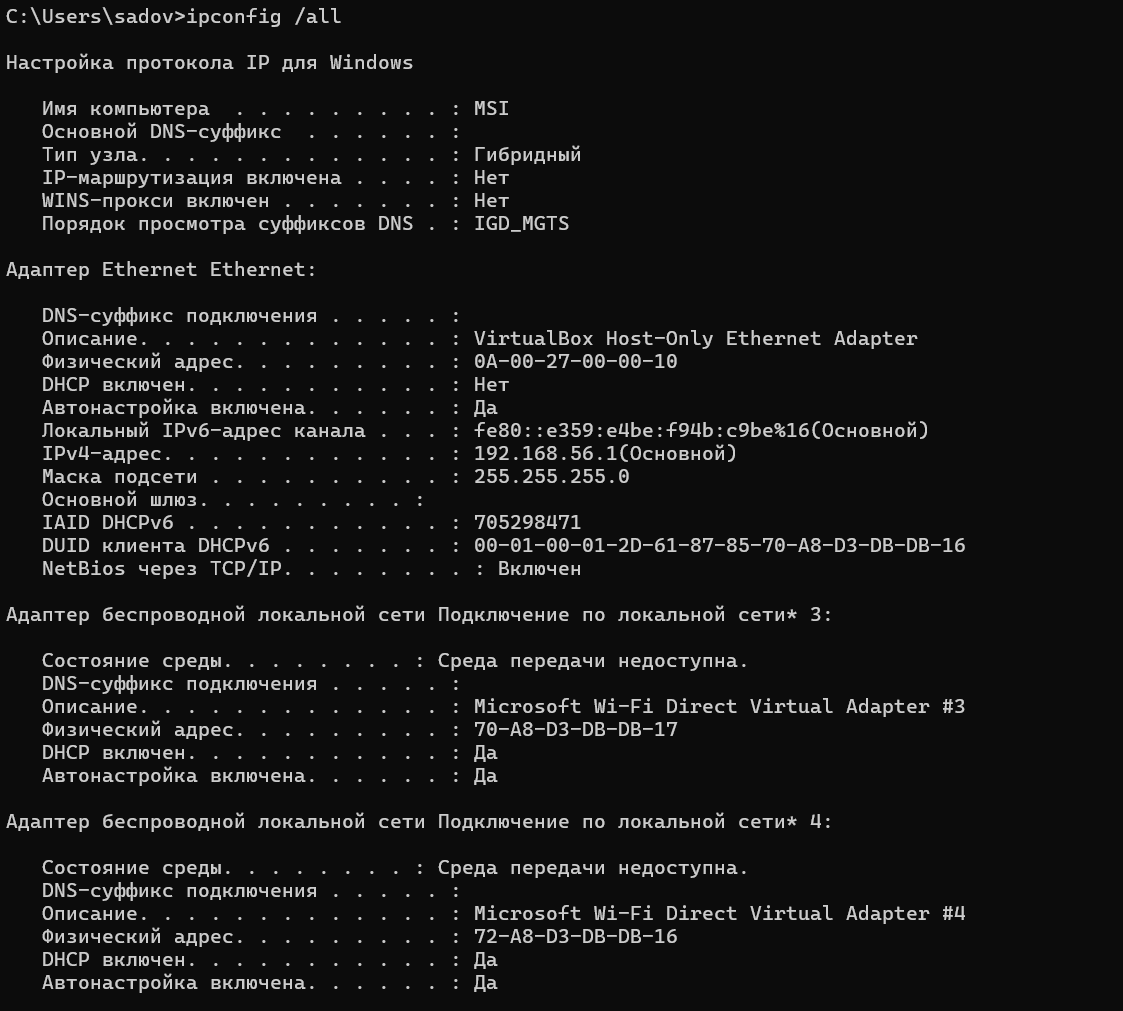 C:\Users\sadov>ipconfig /all
Настройка протокола IP для Windows
Имя компьютера  . . . . . . . . . : MSI
Основной DNS-суффикс  . . . . . . :
Тип узла. . . . . . . . . . . . . : Гибридный
IP-маршрутизация включена . . . . : Нет
WINS-прокси включен . . . . . . . : Нет
Порядок просмотра суффиксов DNS . : IGD_MGTS
Адаптер Ethernet Ethernet:
DNS-суффикс подключения . . . . . :
Описание. . . . . . . . . . . . . : VirtualBox Host-Only Ethernet Adapter
Физический адрес. . . . . . . . . : 0A-00-27-00-00-10
DHCP включен. . . . . . . . . . . : Нет
Автонастройка включена. . . . . . : Да
Локальный IPv6-адрес канала . . . : fe80::e359:e4be:f94b:c9be%16(Основной)
IPv4-адрес. . . . . . . . . . . . : 192.168.56.1(Основной)
Маска подсети . . . . . . . . . . : 255.255.255.0
Основной шлюз. . . . . . . . . :
IAID DHCPv6 . . . . . . . . . . . : 705298471
DUID клиента DHCPv6 . . . . . . . : 00-01-00-01-2D-61-87-85-70-A8-D3-DB-DB-16
NetBios через TCP/IP. . . . . . . . : Включен
Адаптер беспроводной локальной сети Подключение по локальной сети* 3:
Состояние среды. . . . . . . . : Среда передачи недоступна.
DNS-суффикс подключения . . . . . :
Описание. . . . . . . . . . . . . : Microsoft Wi-Fi Direct Virtual Adapter #3
Физический адрес. . . . . . . . . : 70-A8-D3-DB-DB-17
DHCP включен. . . . . . . . . . . : Да
Автонастройка включена. . . . . . : Да
Адаптер беспроводной локальной сети Подключение по локальной сети* 4:
Состояние среды. . . . . . . . : Среда передачи недоступна.
DNS-суффикс подключения . . . . . :
Описание. . . . . . . . . . . . . : Microsoft Wi-Fi Direct Virtual Adapter #4
Физический адрес. . . . . . . . . : 72-A8-D3-DB-DB-16
DHCP включен. . . . . . . . . . . : Да
Автонастройка включена. . . . . . : Да